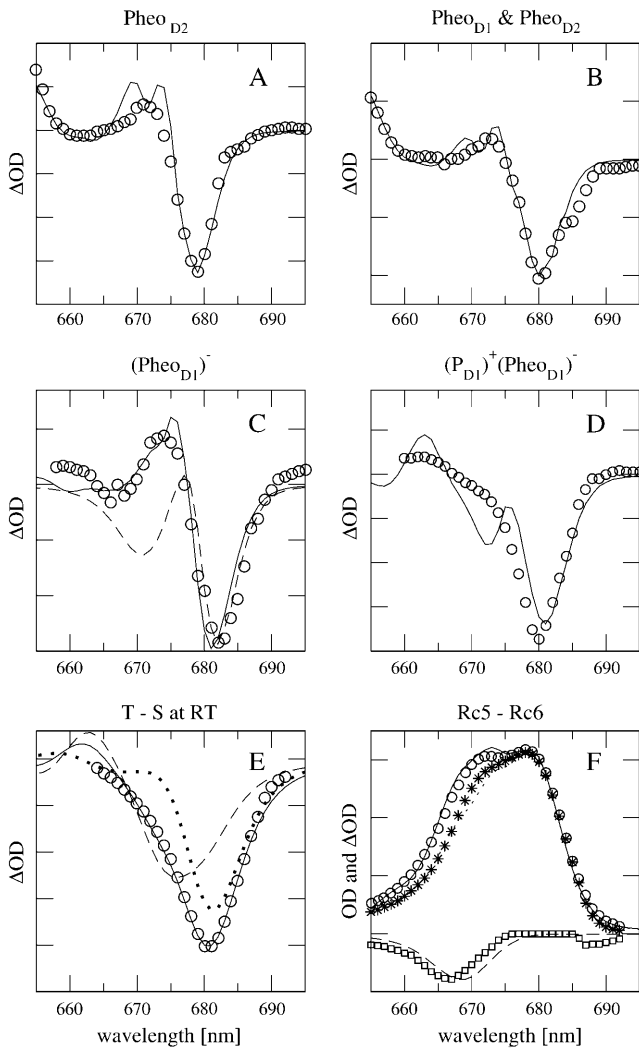 Pheo D2
Pheo D1 & Pheo D2
A
B
ΔOD
ΔOD
660 670 680 690
660 670 680 690
(Pheo D1)-
(P D1)+(Pheo D1)-
C
D
ΔOD
ΔOD
660 670 680 690
660 670 680 690
T - S at RT
Rc5 - Rc6
E
F
ΔOD
OD and ΔOD
660 670 680 690
660 670 680 690
wavelength [nm]
wavelength [nm]